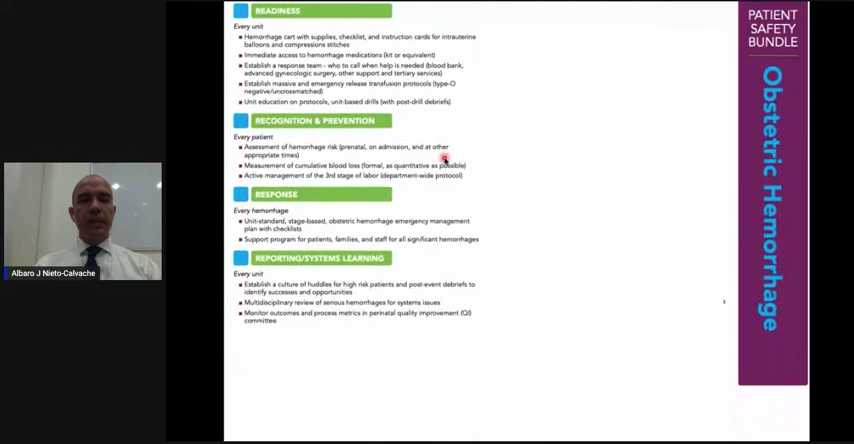 READINESS
Every unit
Hemorrhage cart with supplies, checklist, and instruction cards for intrauterine
balloons and compressions stitches
Immediate access to hemorrhage medications (kit or equivalent)
Establish a response team - who to call when help is needed (blood bank,
advanced gynecologic surgery, other support and tertiary services)
Establish massive and emergency release transfusion protocols (type-O
negative/uncrossmatched)
Unit education on protocols, unit-based drills (with post-drill debriefs)
RECOGNITION & PREVENTION
Every patient
Assessment of hemorrhage risk (prenatal, on admission, and at other
appropriate times)
Measurement of cumulative blood loss (formal, as quantitative as possible)
Active management of the 3rd stage of labor (department-wide protocol)
RESPONSE
Every hemorrhage
Unit-standard, stage-based, obstetric hemorrhage emergency management
plan with checklists
Support program for patients, families, and staff for all significant hemorrhages
REPORTING/SYSTEMS LEARNING
Every unit
Establish a culture of huddles for high risk patients and post-event debriefs to
identify successes and opportunities
Multidisciplinary review of serious hemorrhages for systems issues
Monitor outcomes and process metrics in perinatal quality improvement (QI)
committee
PATIENT
SAFETY
BUNDLE
Obstetric Hemorrhage
Albaro J Nieto-Calvache